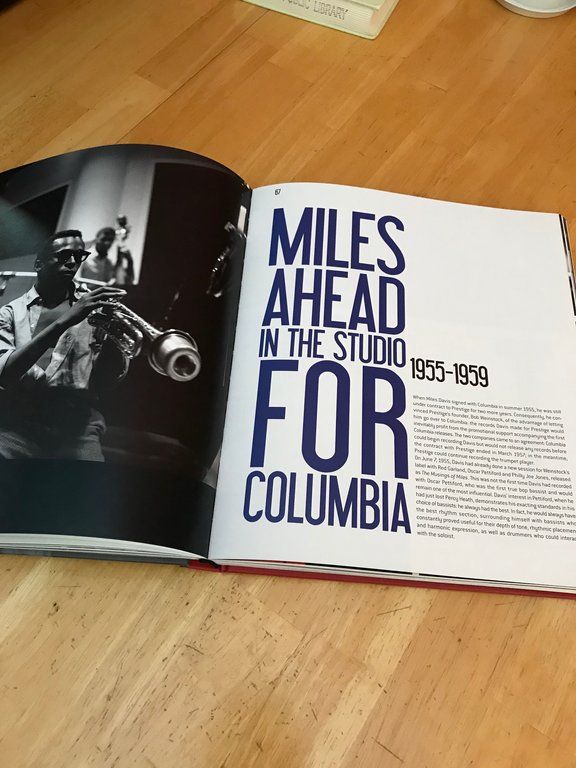 PUBLIC LIBRARY
67
MILES
AHEAD
IN THE STUDIO
FOR
COLUMBIA
1955-1959
When Miles Davis signed with Columbia in summer 1955, he was still
under contract to Prestige for two more years. Consequently, he con-
vinced Prestige's founder, Bob Weinstock, of the advantage of letting
him go over to Columbia: the records Davis made for Prestige would
inevitably profit from the promotional support accompanying the first
Columbia releases. The two companies came to an agreement. Columbia
could begin recording Davis but would not release any records before
the contract with Prestige ended in March 1957; in the meantime,
Prestige could continue recording the trumpet player.
On June 7, 1955, Davis had already done a new session for Weinstock's
label with Red Garland, Oscar Pettiford and Philly Joe Jones, released
as The Musings of Miles. This was not the first time Davis had recorded
with Oscar Pettiford, who was the first true bop bassist and would
remain one of the most influential. Davis' interest in Pettiford, when he
had just lost Percy Heath, demonstrates his exacting standards in his
choice of bassists: he always had the best. In fact, he would always have
the best rhythm section, surrounding himself with bassists who
constantly proved useful for their depth of tone, rhythmic placement
and harmonic expression, as well as drummers who could interact
with the soloist.